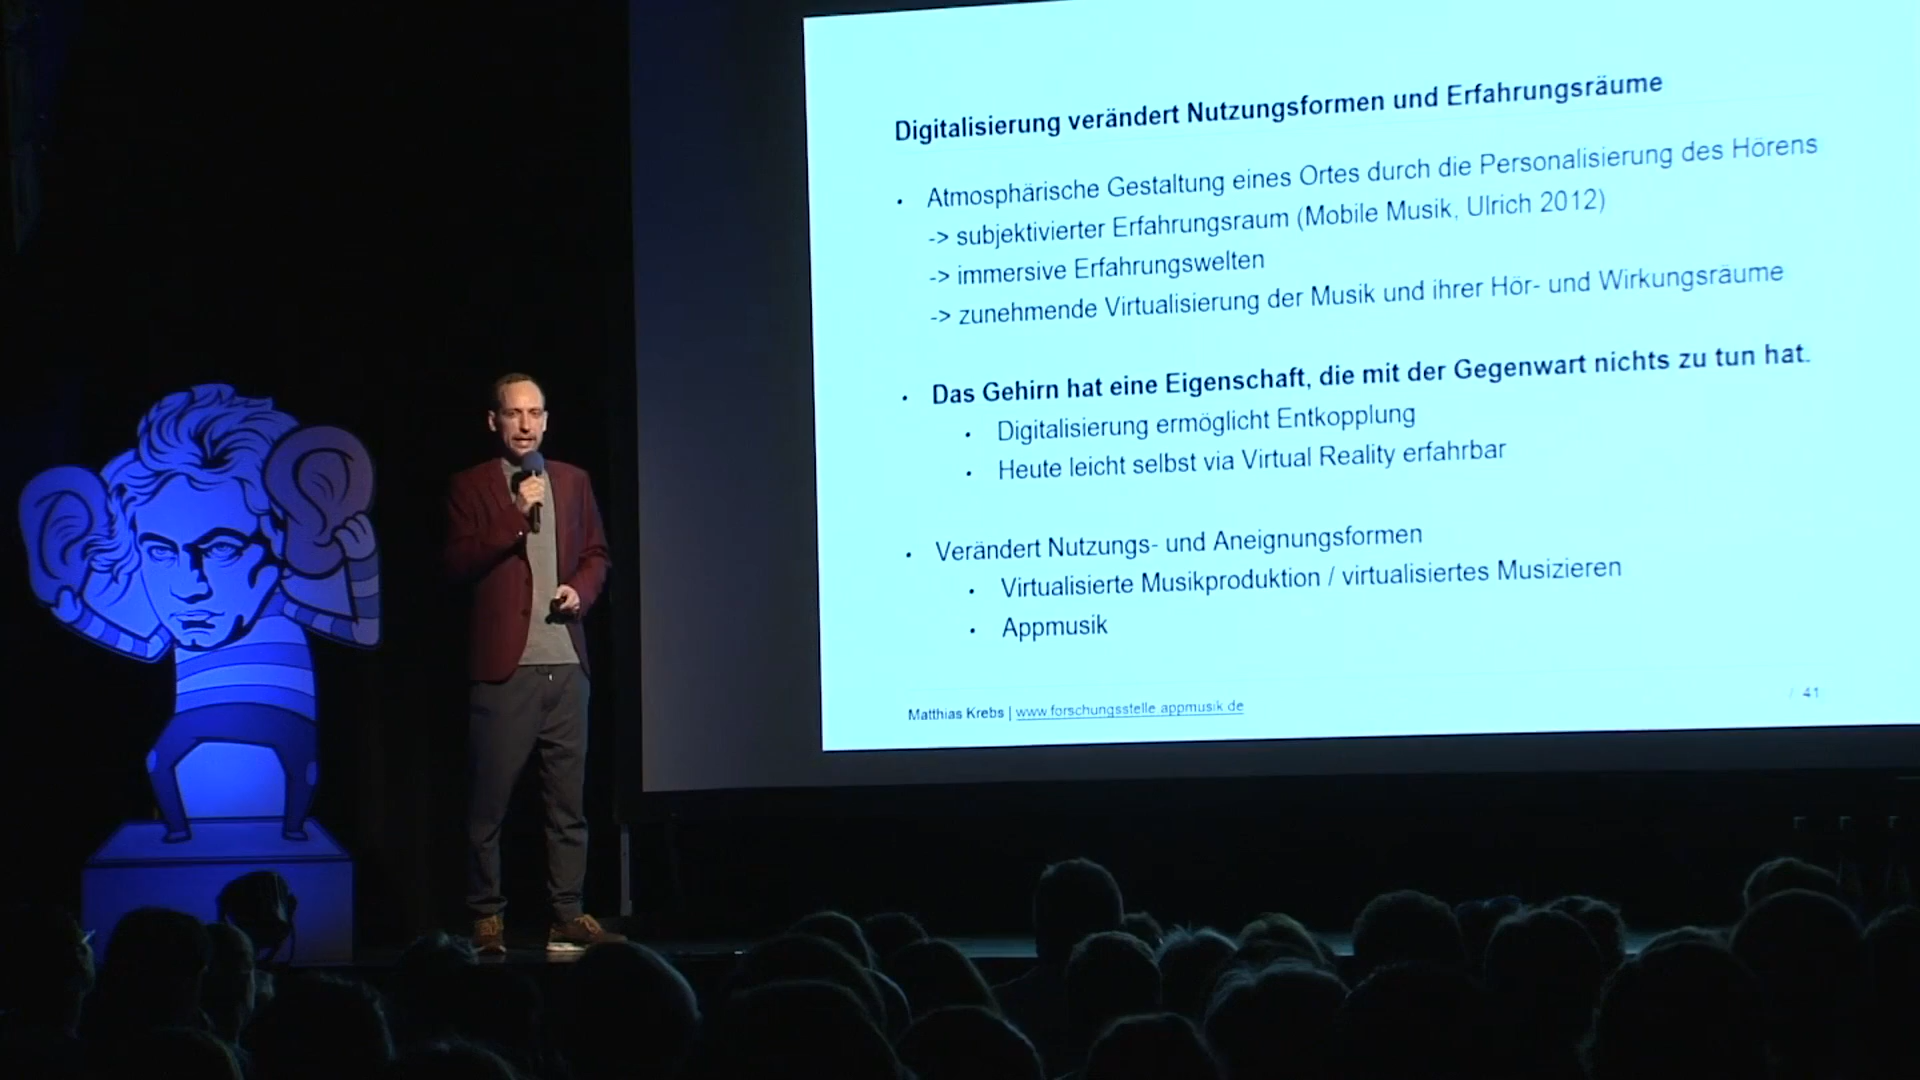 Digitalisierung verändert Nutzungsformen und Erfahrungsräume
• Atmosphärische Gestaltung eines Ortes durch die Personalisierung des Hörens
-> subjektivierter Erfahrungsraum (Mobile Musik, Ulrich 2012)
-> immersive Erfahrungswelten
-> zunehmende Virtualisierung der Musik und ihrer Hör- und Wirkungsräume
• Das Gehirn hat eine Eigenschaft, die mit der Gegenwart nichts zu tun hat.
• Digitalisierung ermöglicht Entkopplung
• Heute leicht selbst via Virtual Reality erfahrbar
• Verändert Nutzungs- und Aneignungsformen
• Virtualisierte Musikproduktion / virtualisiertes Musizieren
• Appmusik
Matthias Krebs | www.forschungsstelle.appmusik.de
/ 41